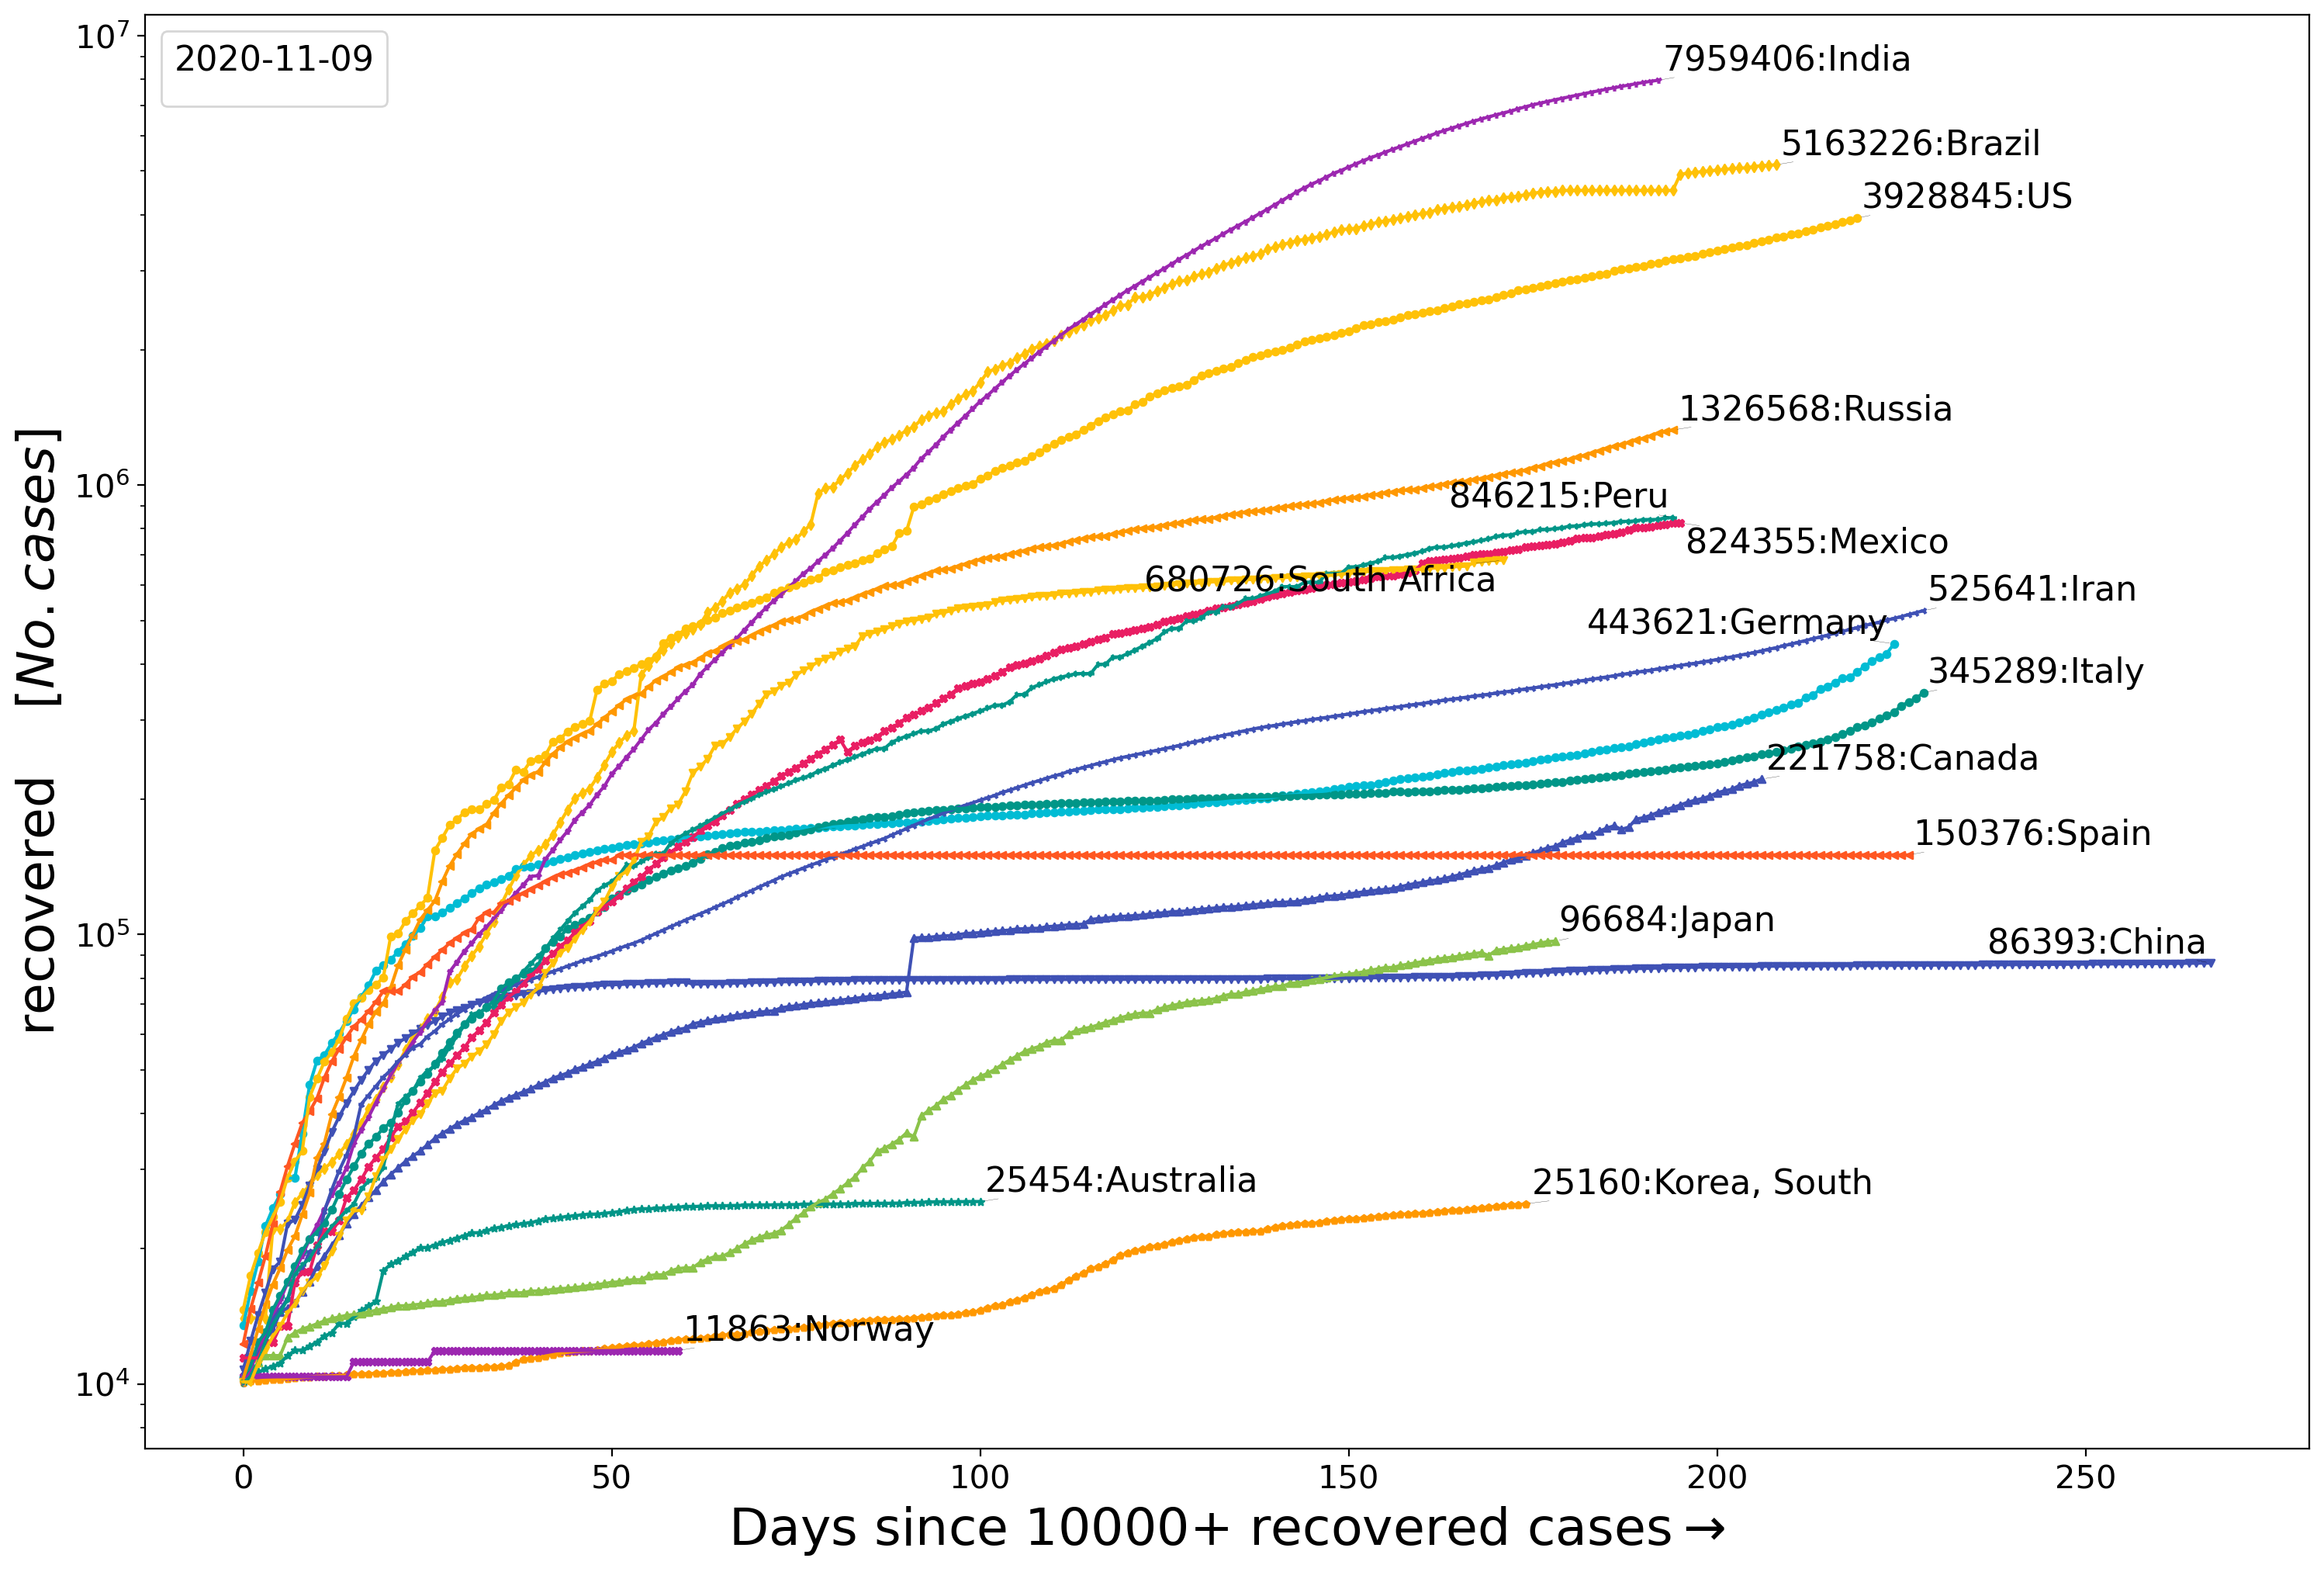 2020-11-09
10^7
10^6
10^5
10^4
recovered [No. cases]
7959406:India
5163226:Brazil
3928845:US
1326568:Russia
846215:Peru
824355:Mexico
680726:South Africa
525641:Iran
443621:Germany
345289:Italy
221758:Canada
150376:Spain
96684:Japan
86393:China
25454:Australia
25160:Korea, South
11863:Norway
0 50 100 150 200 250
Days since 10000+ recovered cases→